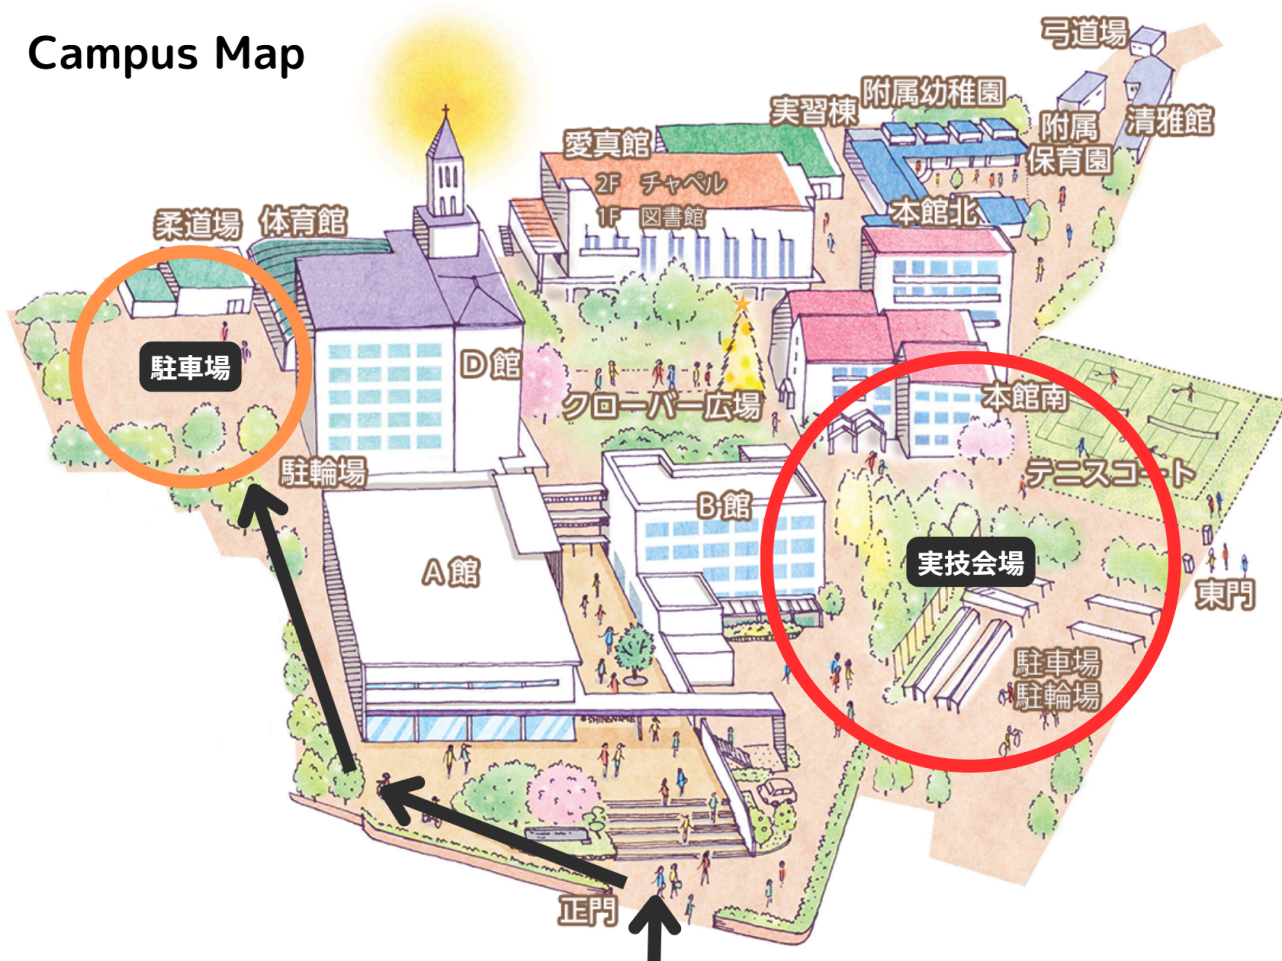 Campus Map
弓道場
附属幼稚園
実習棟
清雅館
附属
保育園
愛真館
2F チャペル
1F 図書館
本館北
柔道場
体育館
駐車場
D館
クローバー広場
本館南
テニスコート
駐輪場
B館
A館
実技会場
東門
駐車場
駐輪場
正門